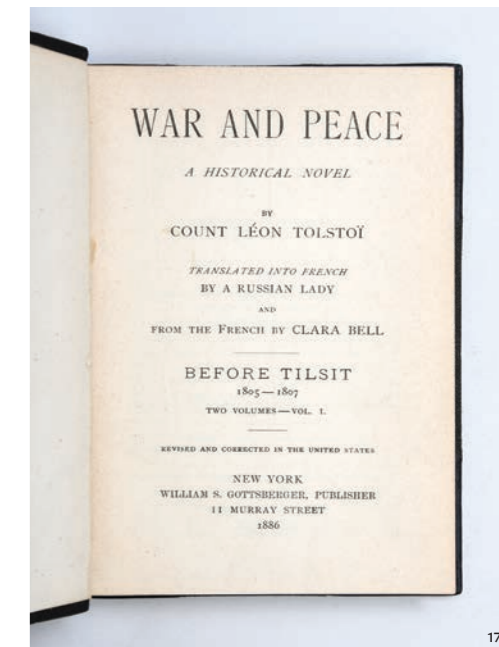 WAR AND PEACE
A HISTORICAL NOVEL
BY
COUNT LÉON TOLSTOÏ
TRANSLATED INTO FRENCH
BY A RUSSIAN LADY
AND
FROM THE FRENCH BY CLARA BELL
BEFORE TILSIT
1805—1807
TWO VOLUMES—VOL. I.
REVISED AND CORRECTED IN THE UNITED STATES
NEW YORK
WILLIAM S. GOTTSBERGER, PUBLISHER
11 MURRAY STREET
1886
17